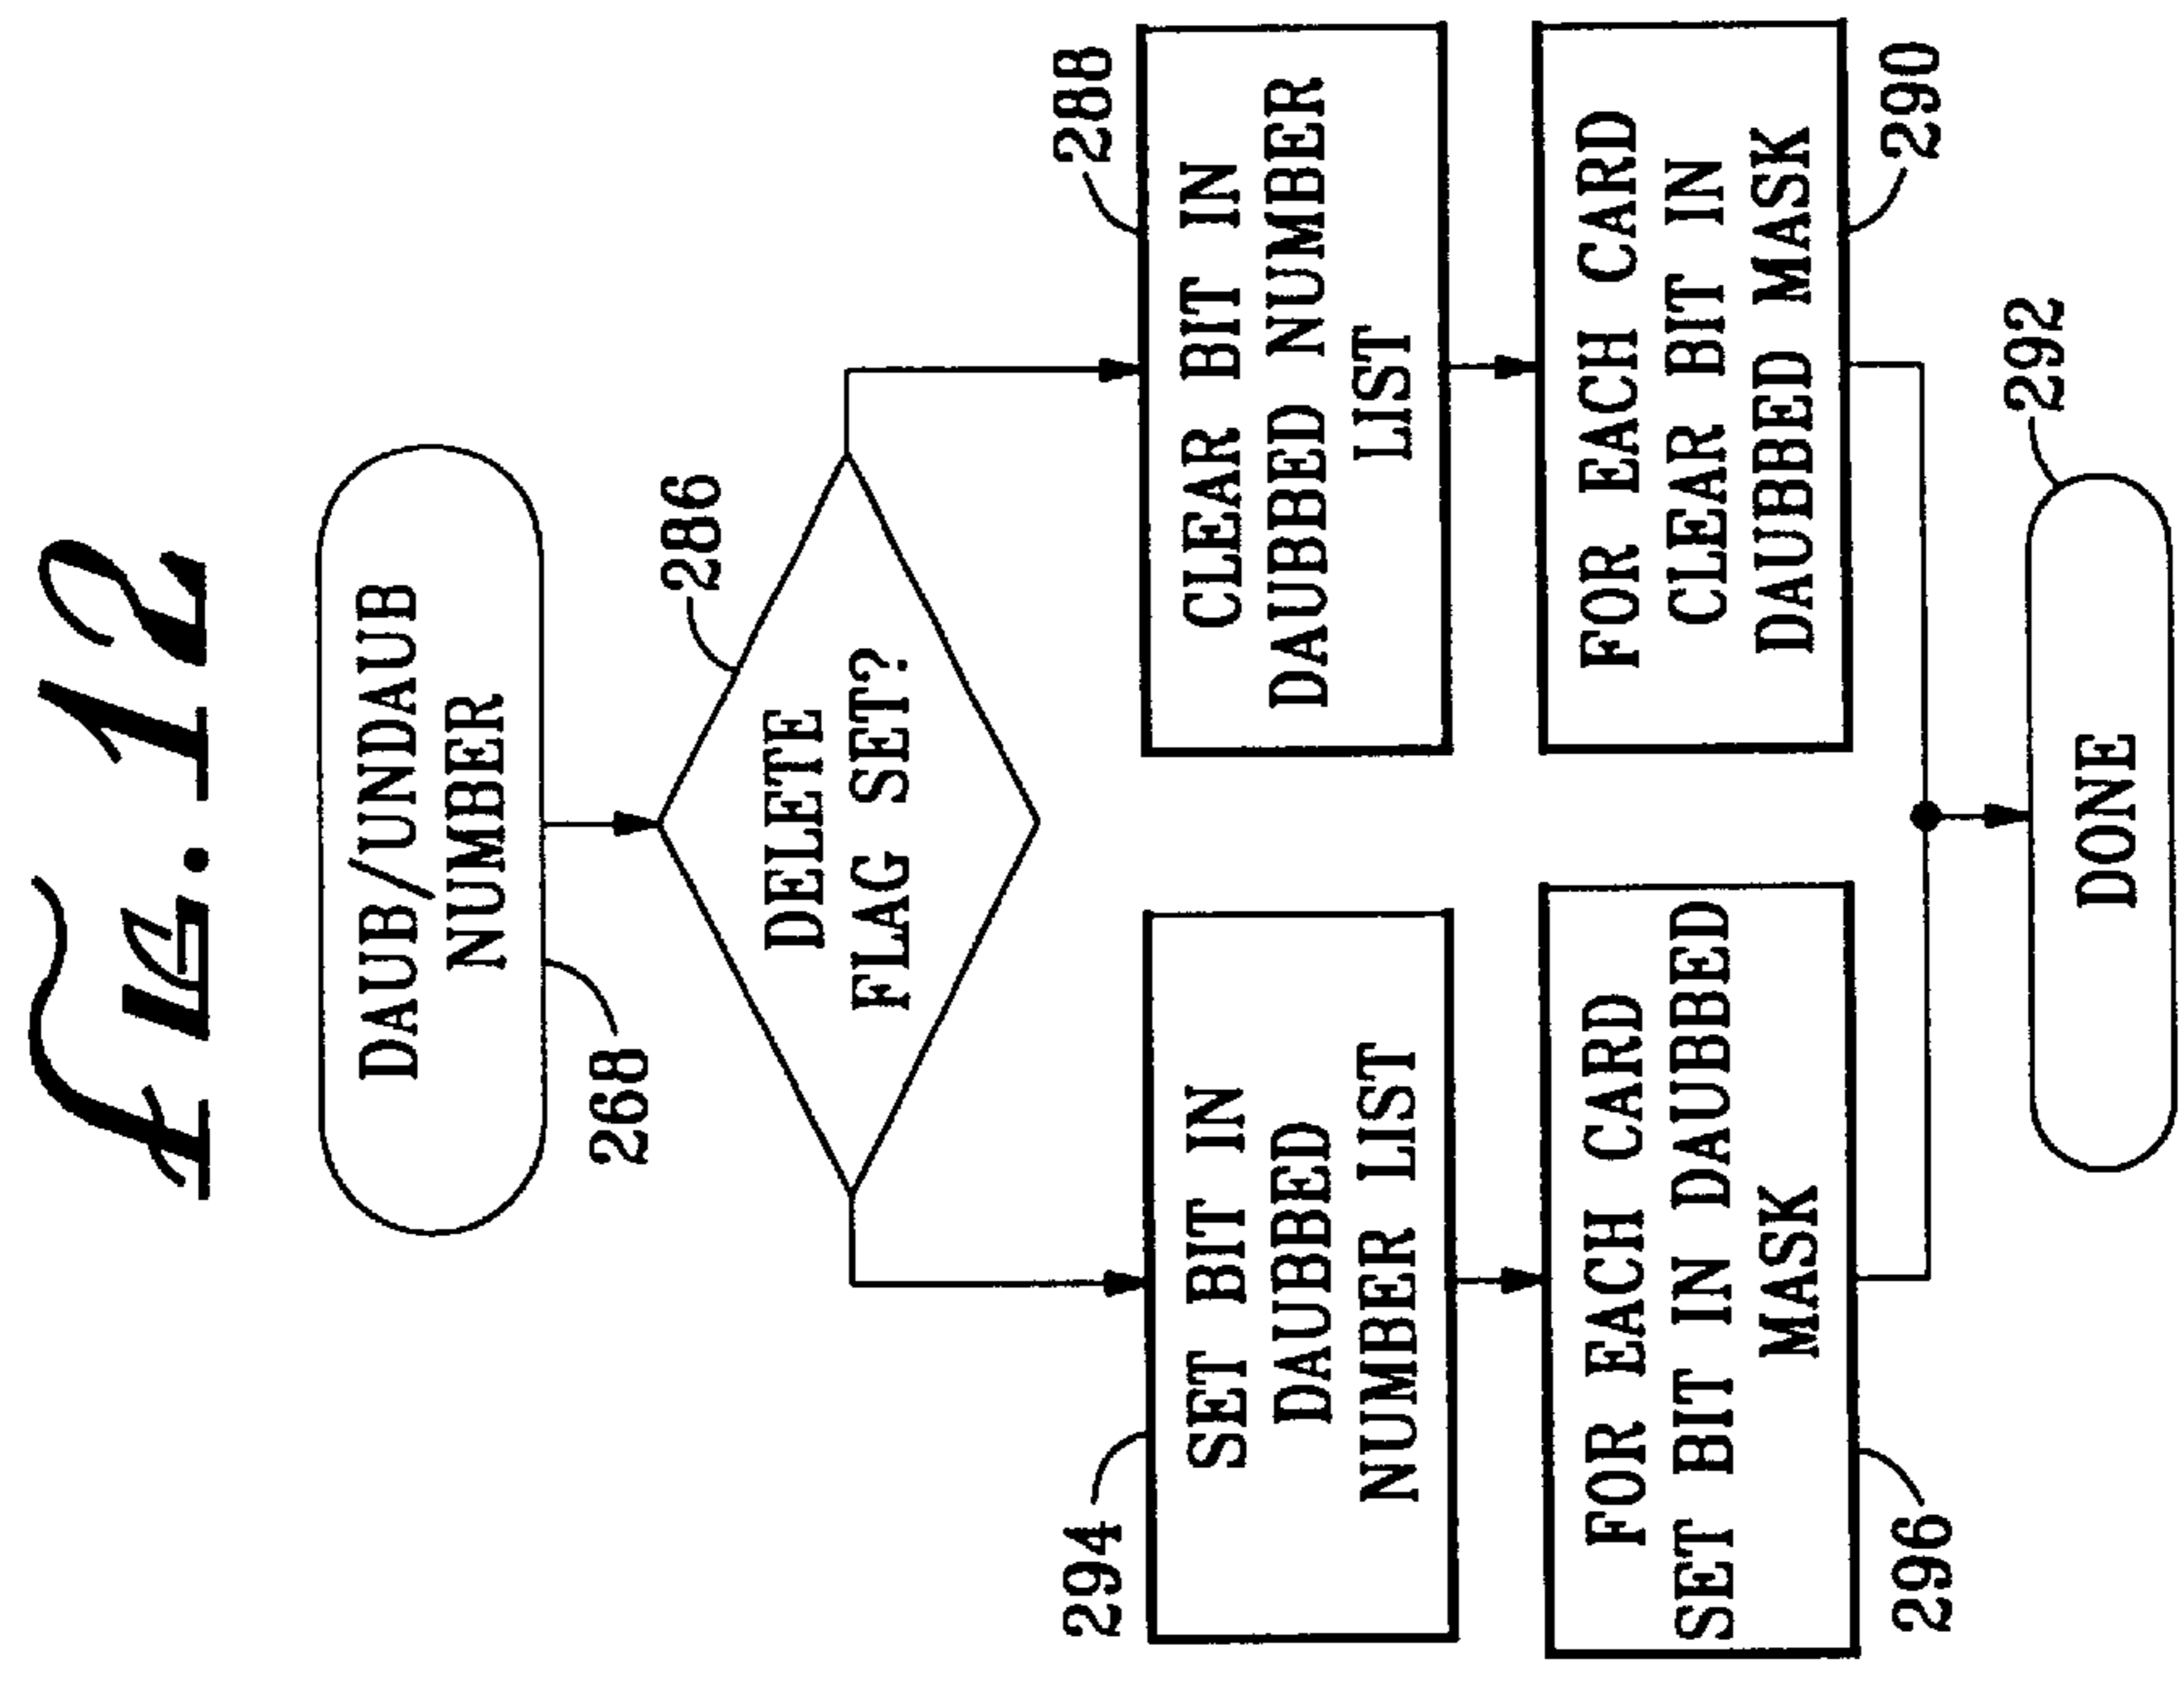 Fig. 12
DAUB/UNDAUB
NUMBER
268
286
DELETE
FLAG SET?
294
SET BIT IN
DAUBBED
NUMBER LIST
288
CLEAR BIT IN
DAUBBED NUMBER
LIST
FOR EACH CARD
SET BIT IN DAUBBED
MASK
296
FOR EACH CARD
CLEAR BIT IN
DAUBBED MASK
290
292
DONE